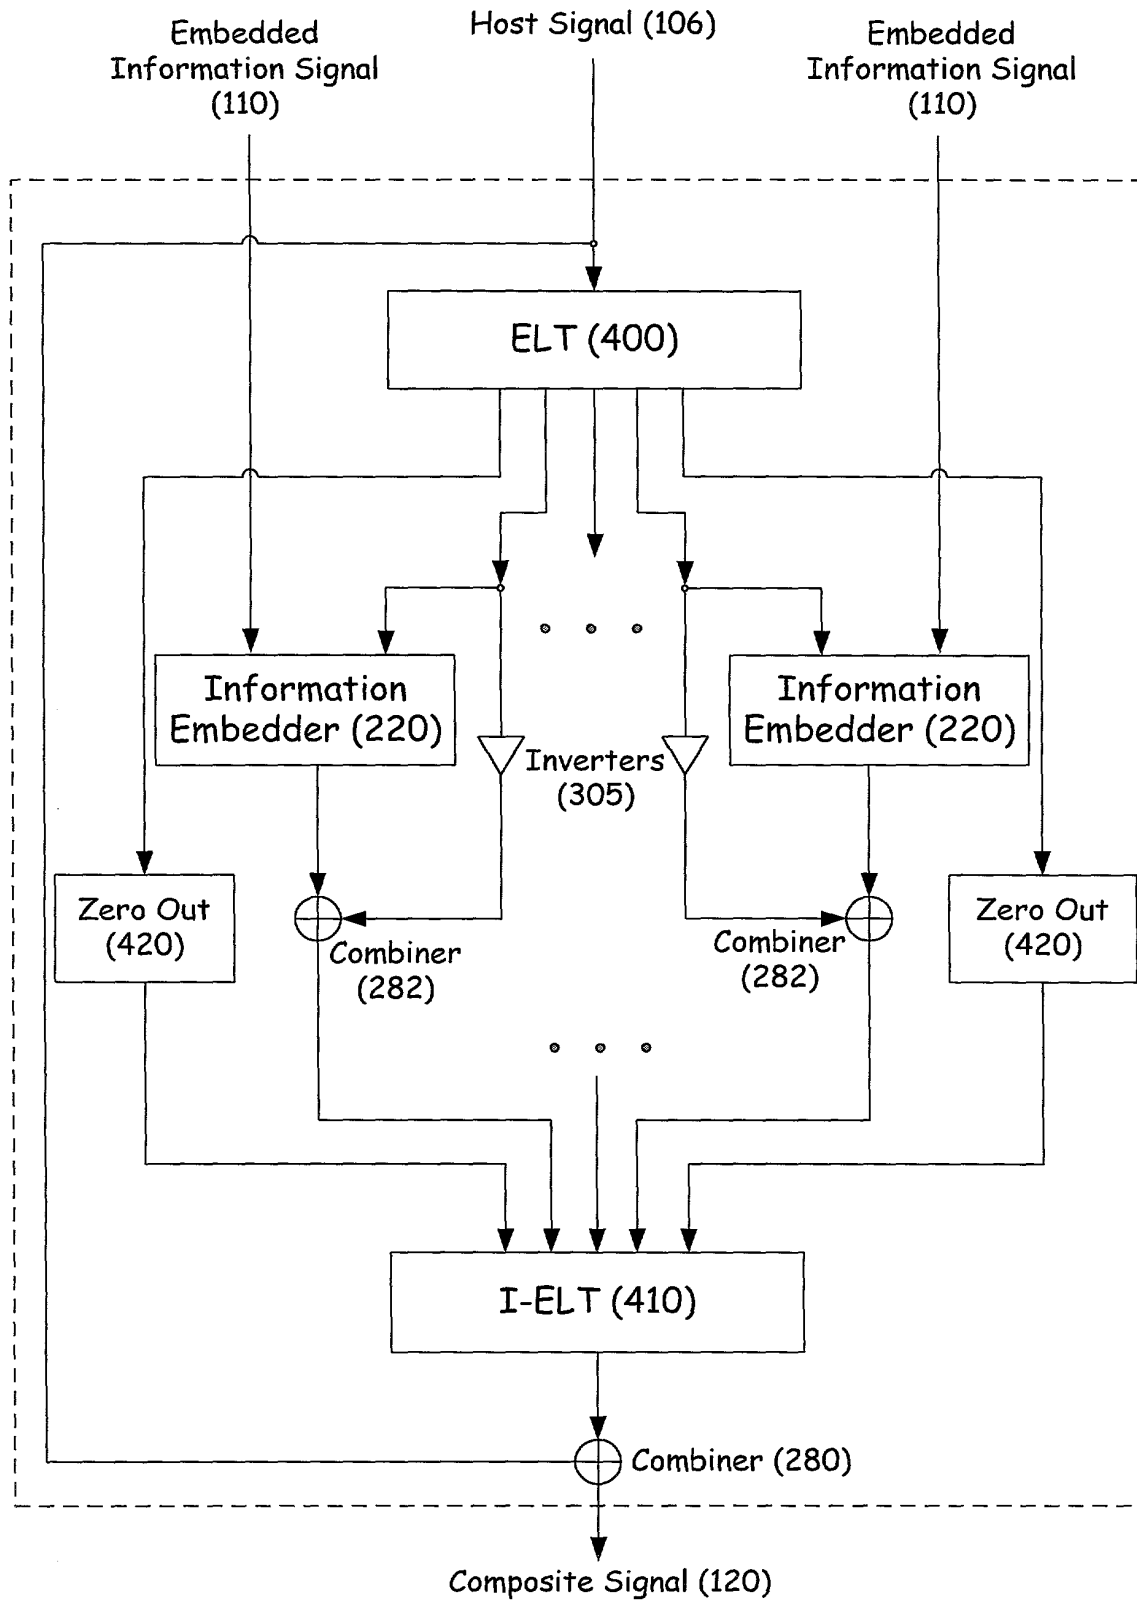 Embedded
Information Signal
(110)
Host Signal (106)
Embedded
Information Signal
(110)
ELT (400)
Information
Embedder (220)
Information
Embedder (220)
Inverters
(305)
Zero Out
(420)
Combiner
(282)
Combiner
(282)
Zero Out
(420)
I-ELT (410)
Combiner (280)
Composite Signal (120)